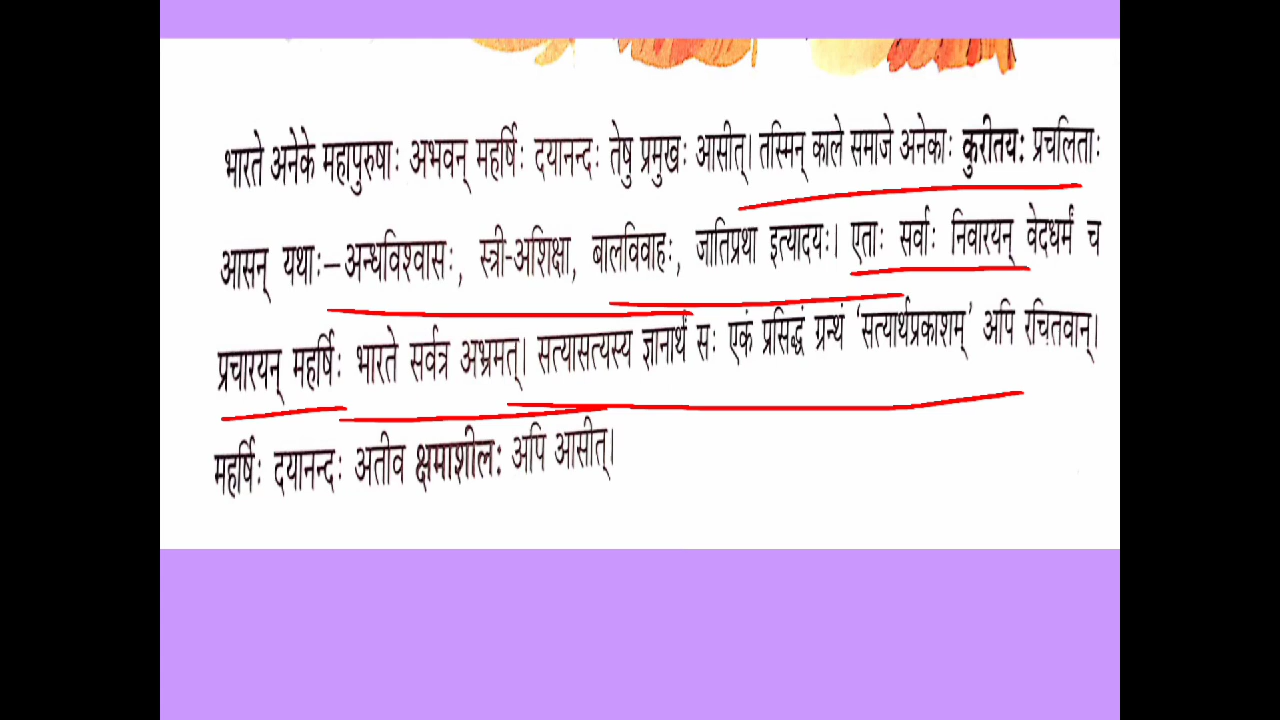 भारते अनेके महापुरुषाः अभवन् महर्षिः दयानन्दः तेषु प्रमुखः आसीत्। तस्मिन् काले समाजे अनेकाः कुरीतयः प्रचलिताः
आसन् यथाः–अन्धविश्वासः, स्त्री-अशिक्षा, बालविवाहः, जातिप्रथा इत्यादयः। एताः सर्वाः निवारयन् वेदधर्मं च
प्रचारयन् महर्षिः भारते सर्वत्र अभ्रमत्। सत्यासत्यस्य ज्ञानार्थं सः एकं प्रसिद्धं ग्रन्थं ‘सत्यार्थप्रकाशम्’ अपि रचितवान्।
महर्षिः दयानन्दः अतीव क्षमाशीलः अपि आसीत्।